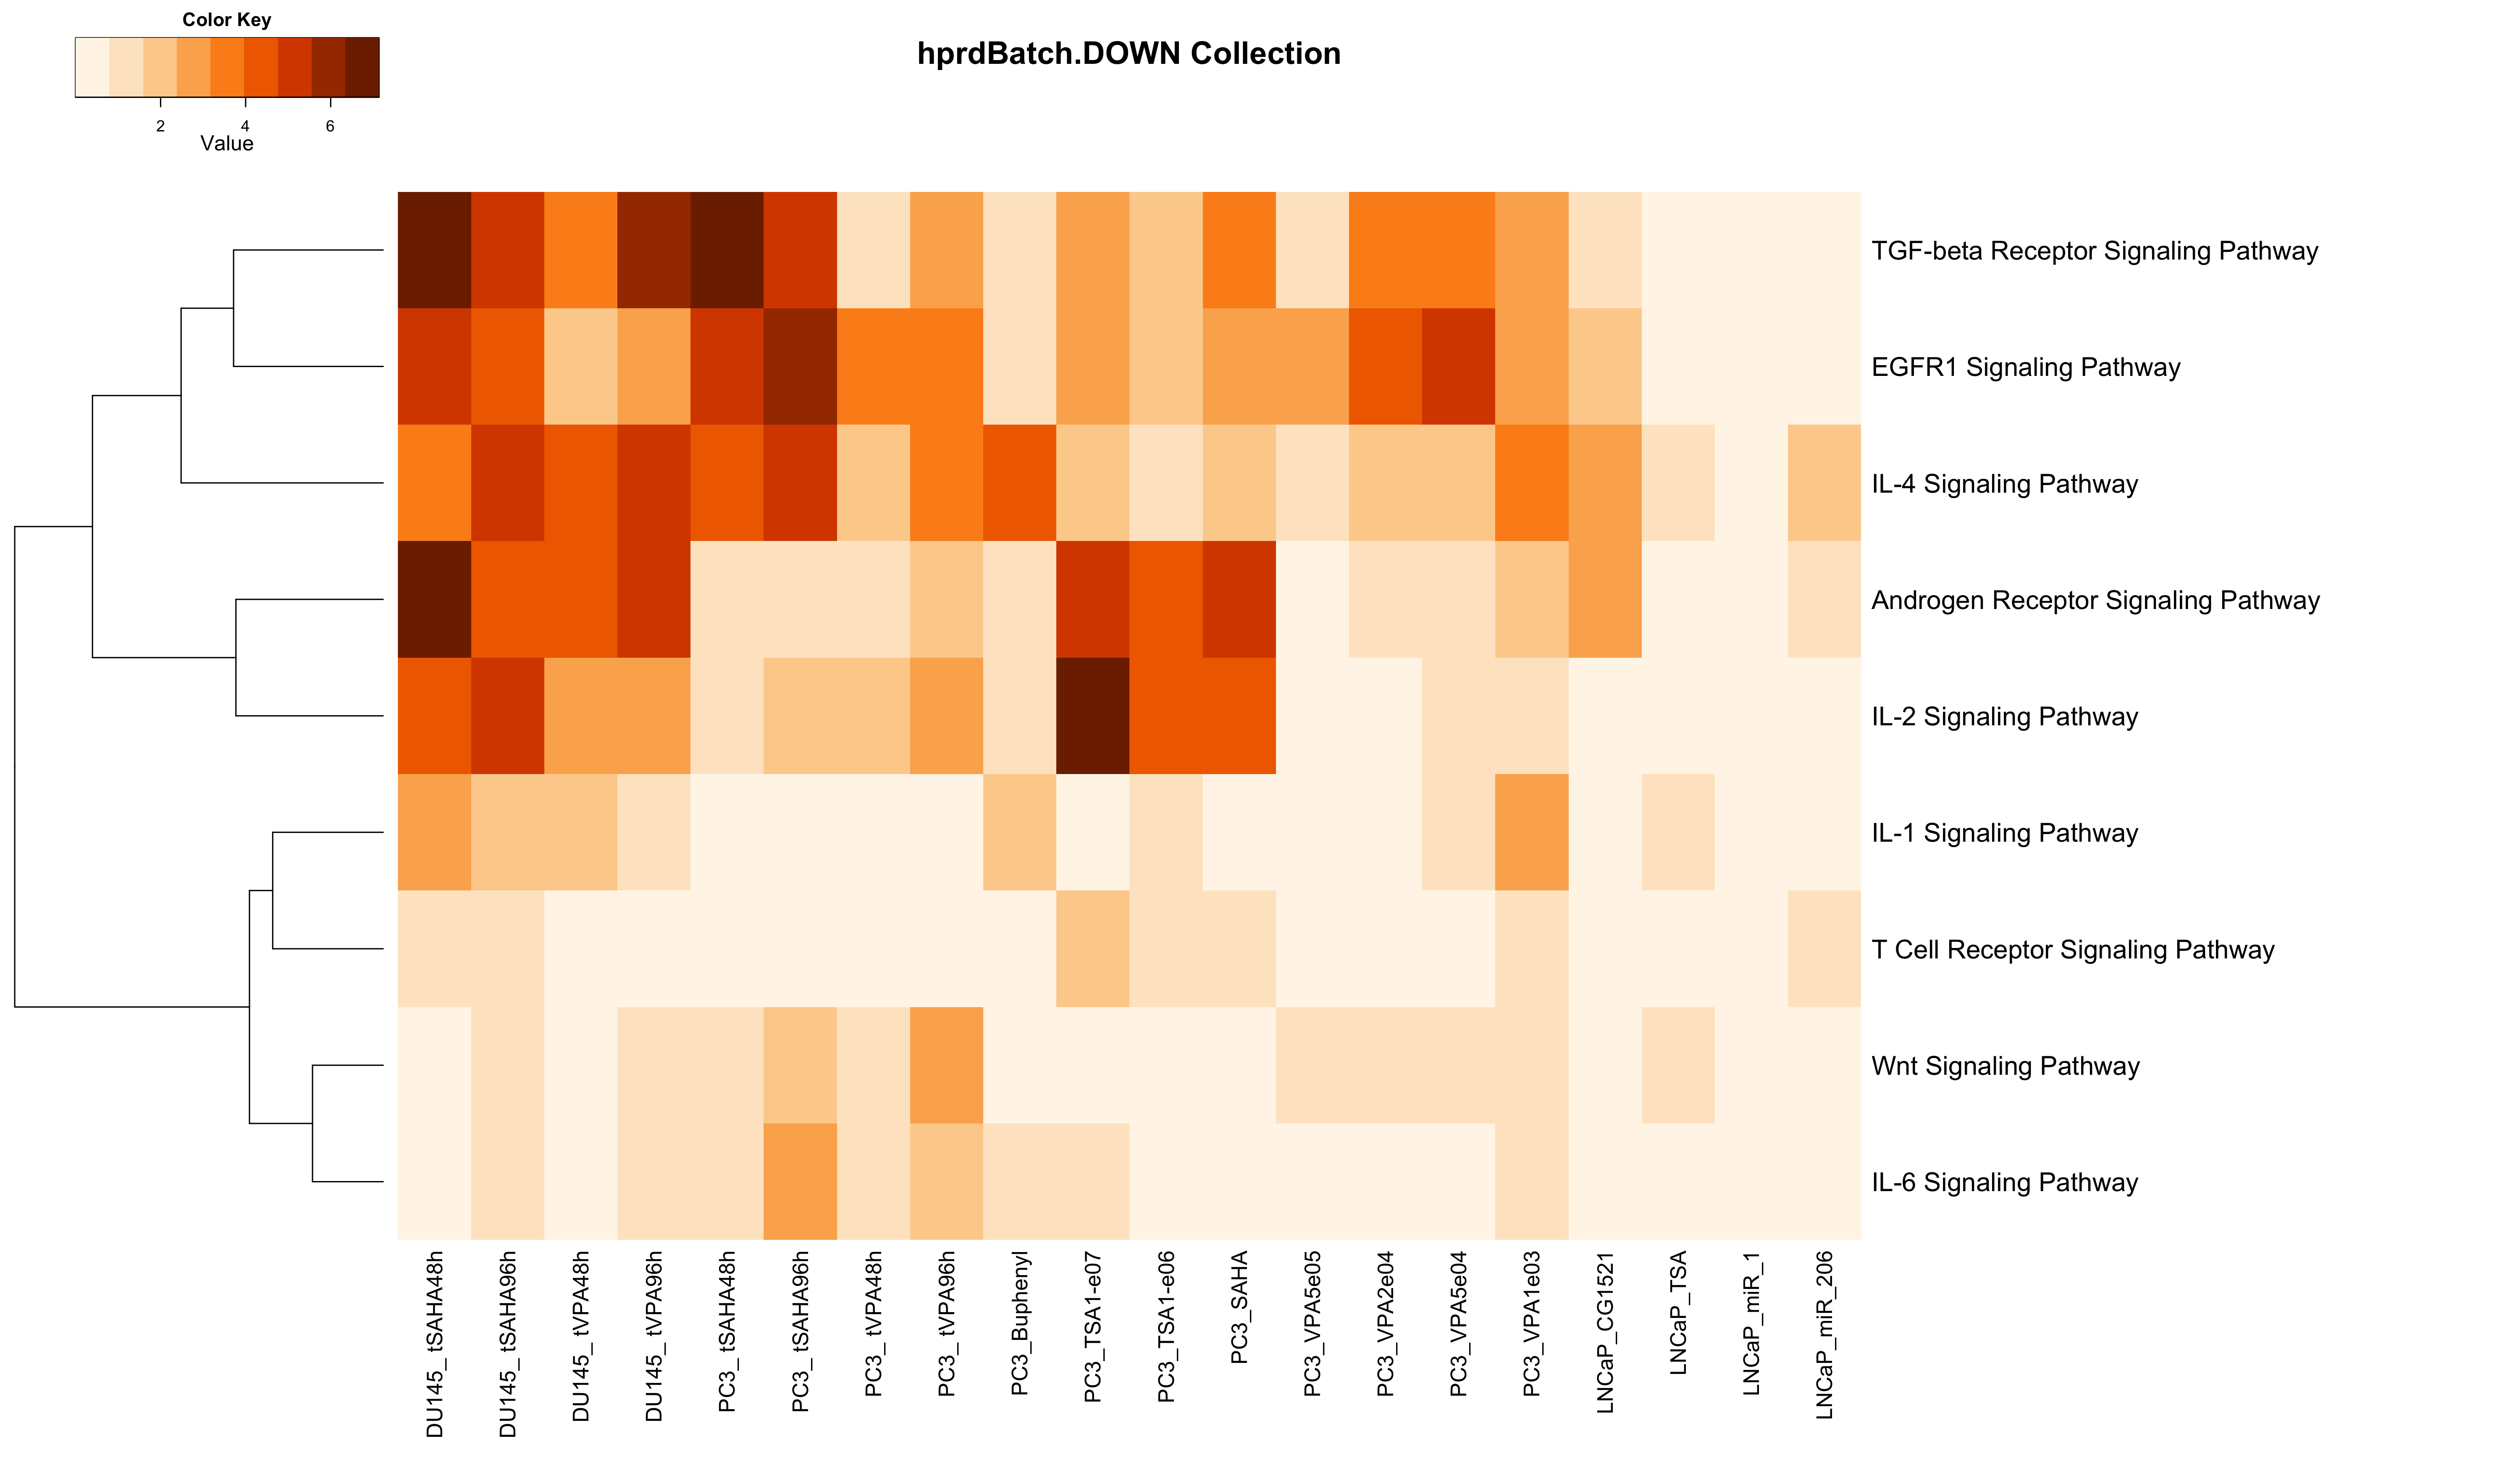 Color Key
2 4 6
Value
hprdBatch.DOWN Collection
TGF-beta Receptor Signaling Pathway
EGFR1 Signaling Pathway
IL-4 Signaling Pathway
Androgen Receptor Signaling Pathway
IL-2 Signaling Pathway
IL-1 Signaling Pathway
T Cell Receptor Signaling Pathway
Wnt Signaling Pathway
IL-6 Signaling Pathway
DU145_ tSAHA48h
DU145_ tSAHA96h
DU145_ tVPA48h
DU145_ tVPA96h
PC3_ tSAHA48h
PC3_ tSAHA96h
PC3_ tVPA48h
PC3_ tVPA96h
PC3_Buphenyl
PC3_TSA1-e07
PC3_TSA1-e06
PC3_SAHA
PC3_VPA5e05
PC3_VPA2e04
PC3_VPA5e04
PC3_VPA1e03
LNCaP_CG1521
LNCaP_TSA
LNCaP_miR_1
LNCaP_miR_206